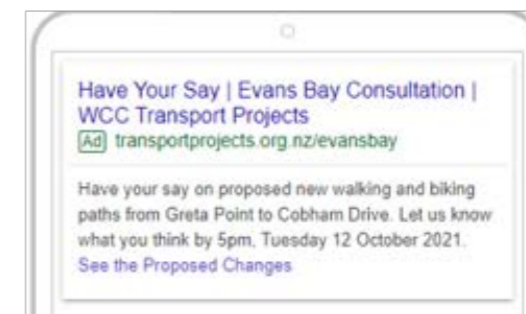 Have Your Say | Evans Bay Consultation |
WCC Transport Projects
Ad transportprojects.org.nz/evansbay
Have your say on proposed new walking and biking
paths from Greta Point to Cobham Drive. Let us know
what you think by 5pm, Tuesday 12 October 2021.
See the Proposed Changes